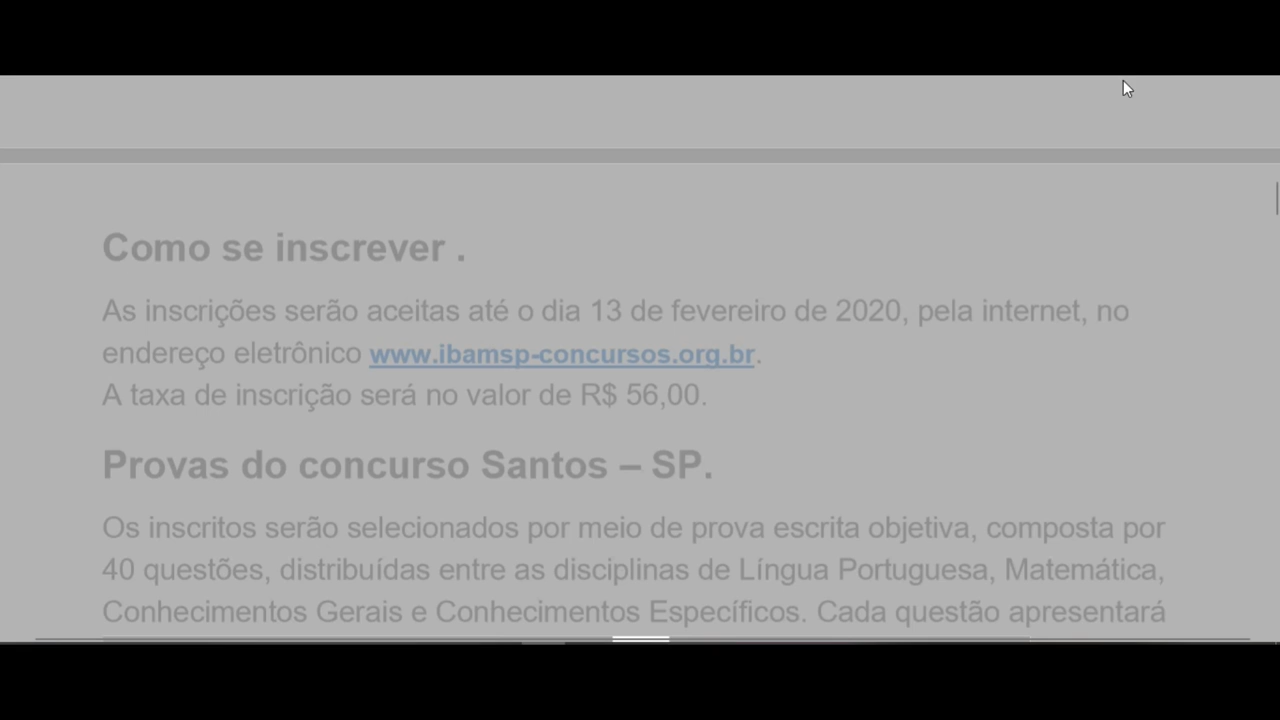 Como se inscrever .
As inscrições serão aceitas até o dia 13 de fevereiro de 2020, pela internet, no
endereço eletrônico www.ibamsp-concursos.org.br.
A taxa de inscrição será no valor de R$ 56,00.
Provas do concurso Santos – SP.
Os inscritos serão selecionados por meio de prova escrita objetiva, composta por
40 questões, distribuídas entre as disciplinas de Língua Portuguesa, Matemática,
Conhecimentos Gerais e Conhecimentos Específicos. Cada questão apresentará